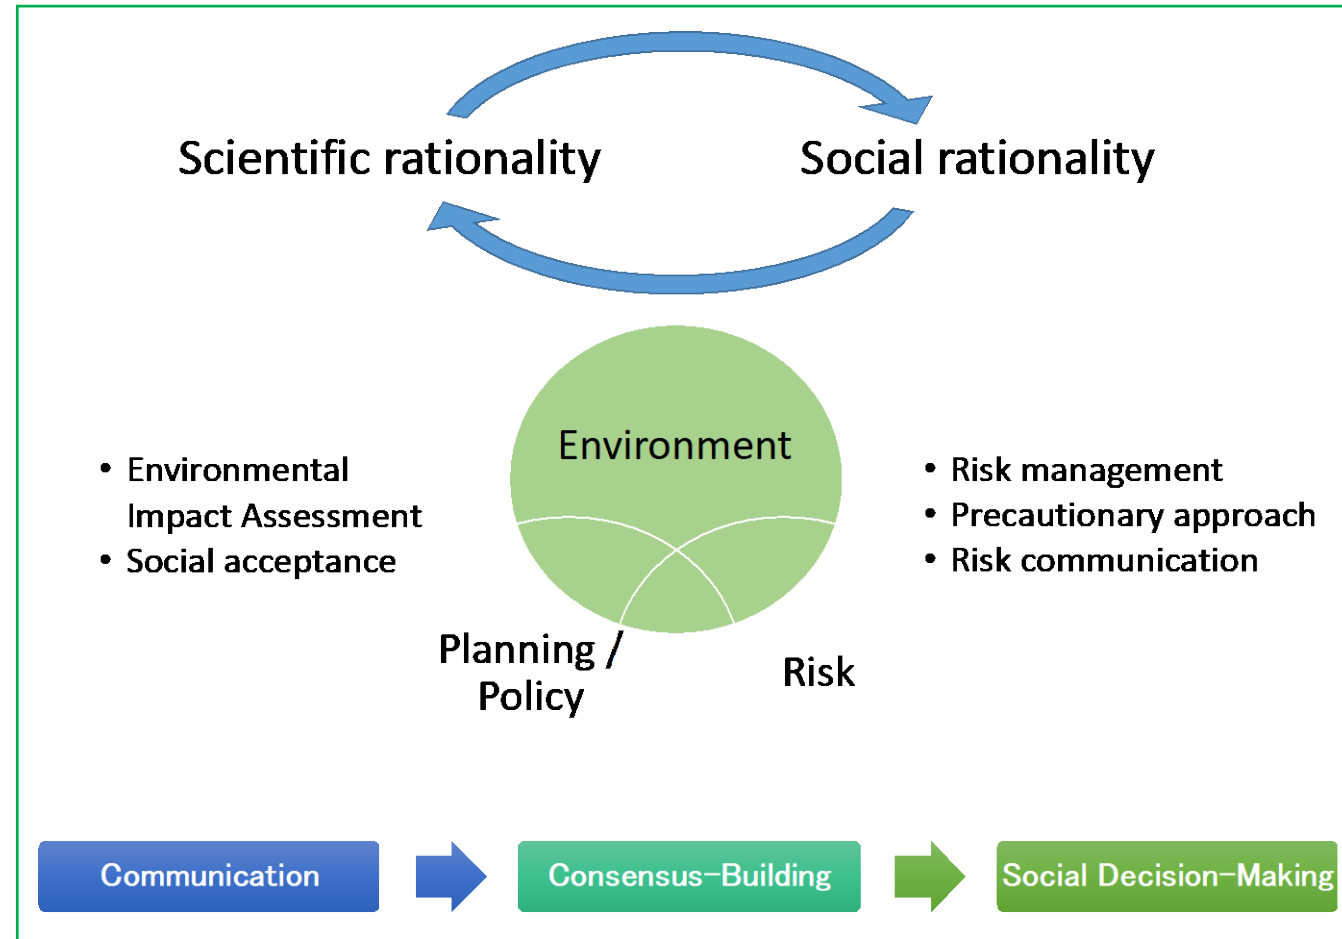 Scientific rationality
Social rationality
Environment
• Environmental
Impact Assessment
• Social acceptance
• Risk management
• Precautionary approach
• Risk communication
Planning /
Policy
Risk
Communication
Consensus-Building
Social Decision-Making